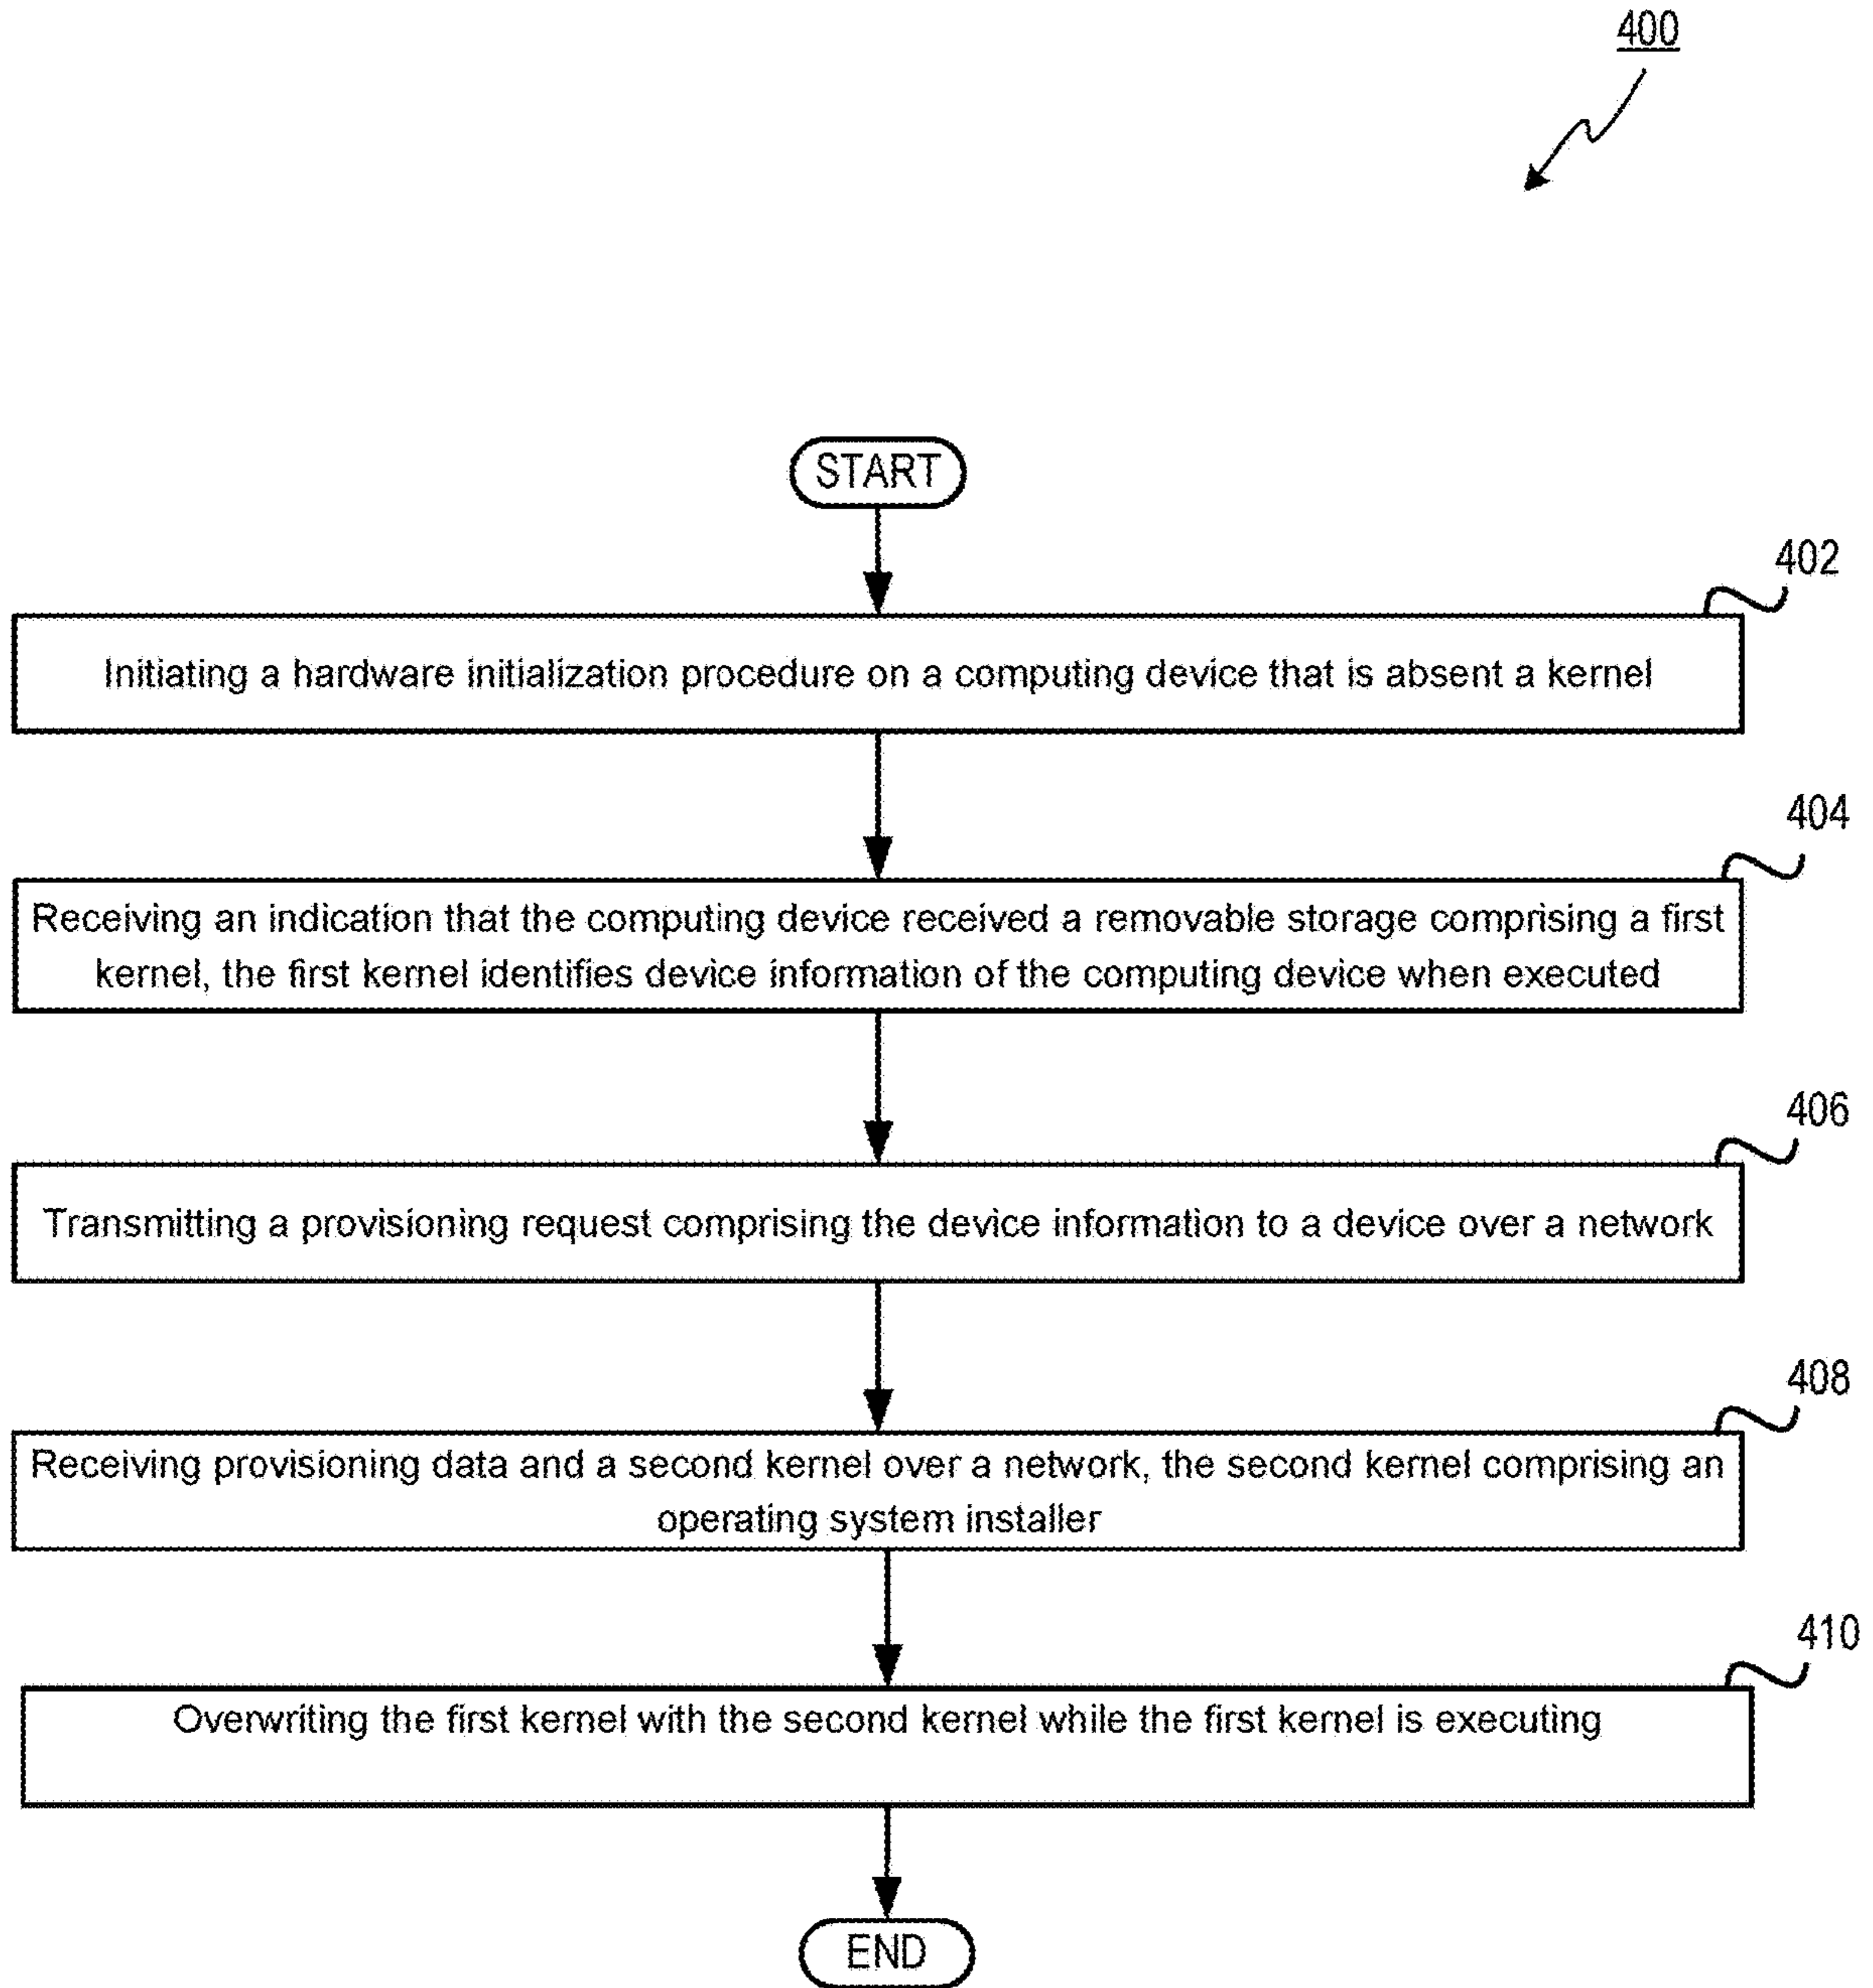 400
START
402
Initiating a hardware initialization procedure on a computing device that is absent a kernel
404
Receiving an indication that the computing device received a removable storage comprising a first
kernel, the first kernel identifies device information of the computing device when executed
406
Transmitting a provisioning request comprising the device information to a device over a network
408
Receiving provisioning data and a second kernel over a network, the second kernel comprising an
operating system installer
410
Overwriting the first kernel with the second kernel while the first kernel is executing
END